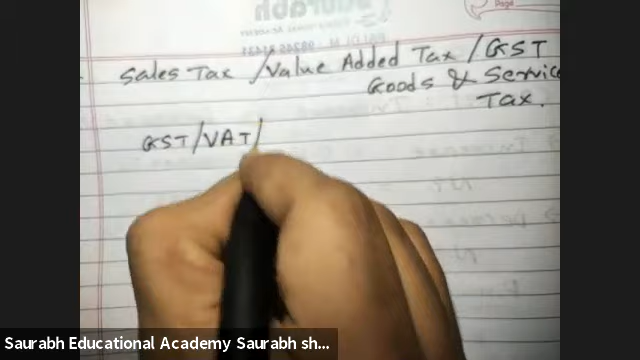 Sales Tax /Value Added Tax /GST
Goods & Service
Tax.
GST/VAT/
Saurabh Educational Academy Saurabh sh...